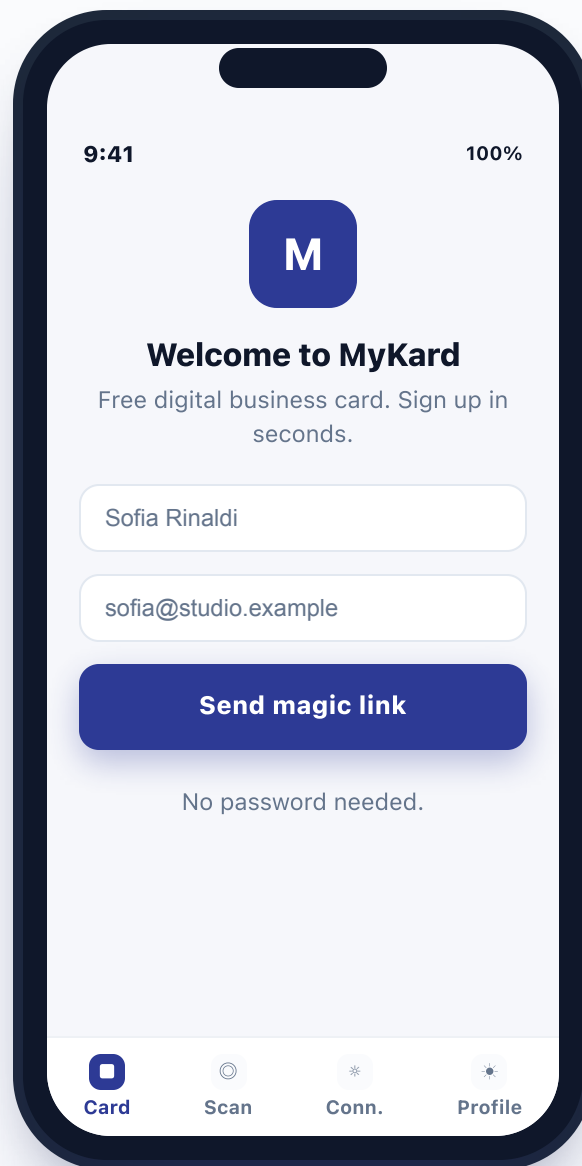 9:41
100%
M
Welcome to MyKard
Free digital business card. Sign up in
seconds.
Sofia Rinaldi
sofia@studio.example
Send magic link
No password needed.
Card
Scan
Conn.
Profile